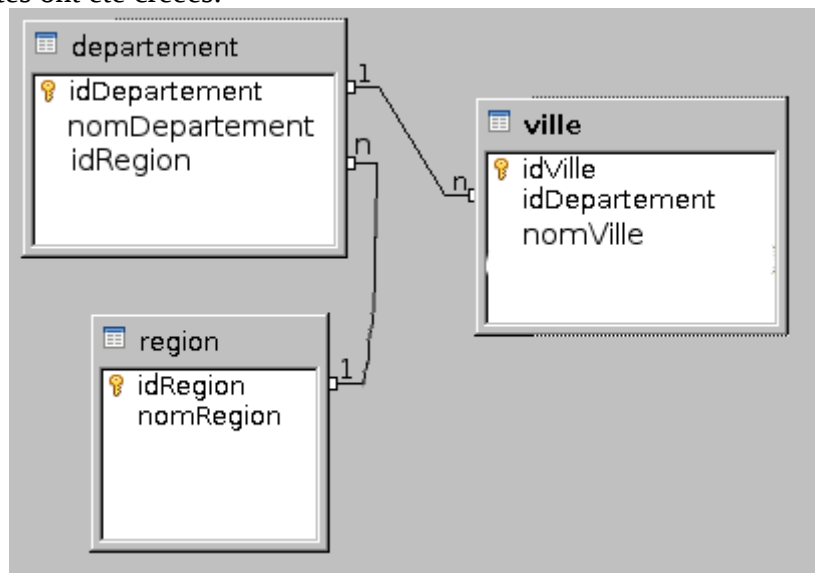 departement
idDepartement
nomDepartement
idRegion
1
n
n
ville
idVille
idDepartement
nomVille
region
idRegion
nomRegion
1